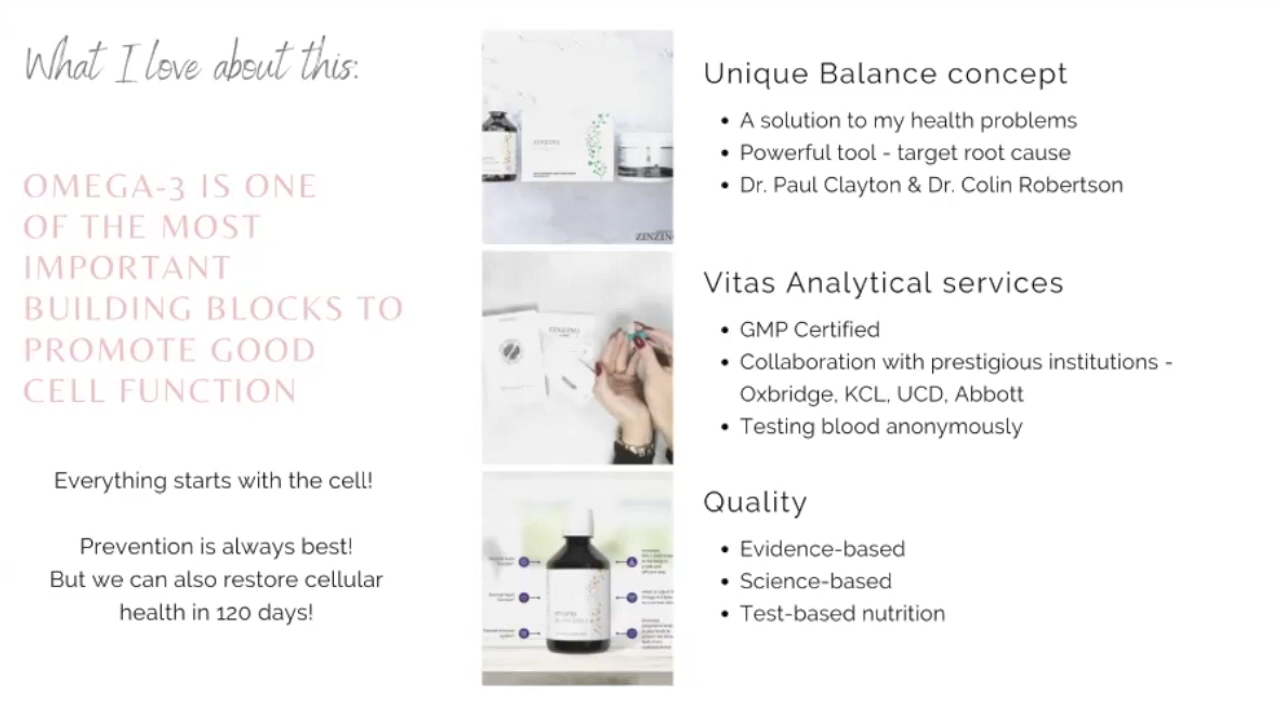 What I love about this:
OMEGA-3 IS ONE
OF THE MOST
IMPORTANT
BUILDING BLOCKS TO
PROMOTE GOOD
CELL FUNCTION
Everything starts with the cell!
Prevention is always best!
But we can also restore cellular
health in 120 days!
ZINZINO
ZINZIN
ZINZINO
Unique Balance concept
• A solution to my health problems
• Powerful tool - target root cause
• Dr. Paul Clayton & Dr. Colin Robertson
Vitas Analytical services
• GMP Certified
• Collaboration with prestigious institutions -
Oxbridge, KCL, UCD, Abbott
• Testing blood anonymously
Quality
• Evidence-based
• Science-based
• Test-based nutrition